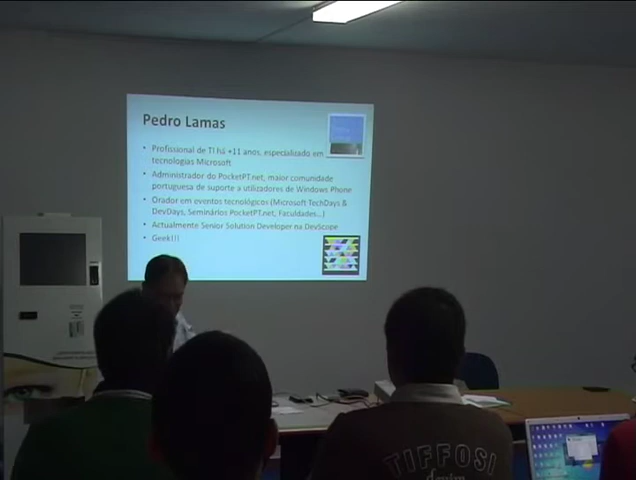 Pedro Lamas
• Profissional de TI há +11 anos, especializado em
tecnologias Microsoft
• Administrador do PocketPT.net, maior comunidade
portuguesa de suporte a utilizadores de Windows Phone
• Orador em eventos tecnológicos (Microsoft TechDays &
DevDays, Seminários PocketPT.net, Faculdades...)
• Actualmente Senior Solution Developer na DevScope
• Geek!!!
TIFFOSI
denim